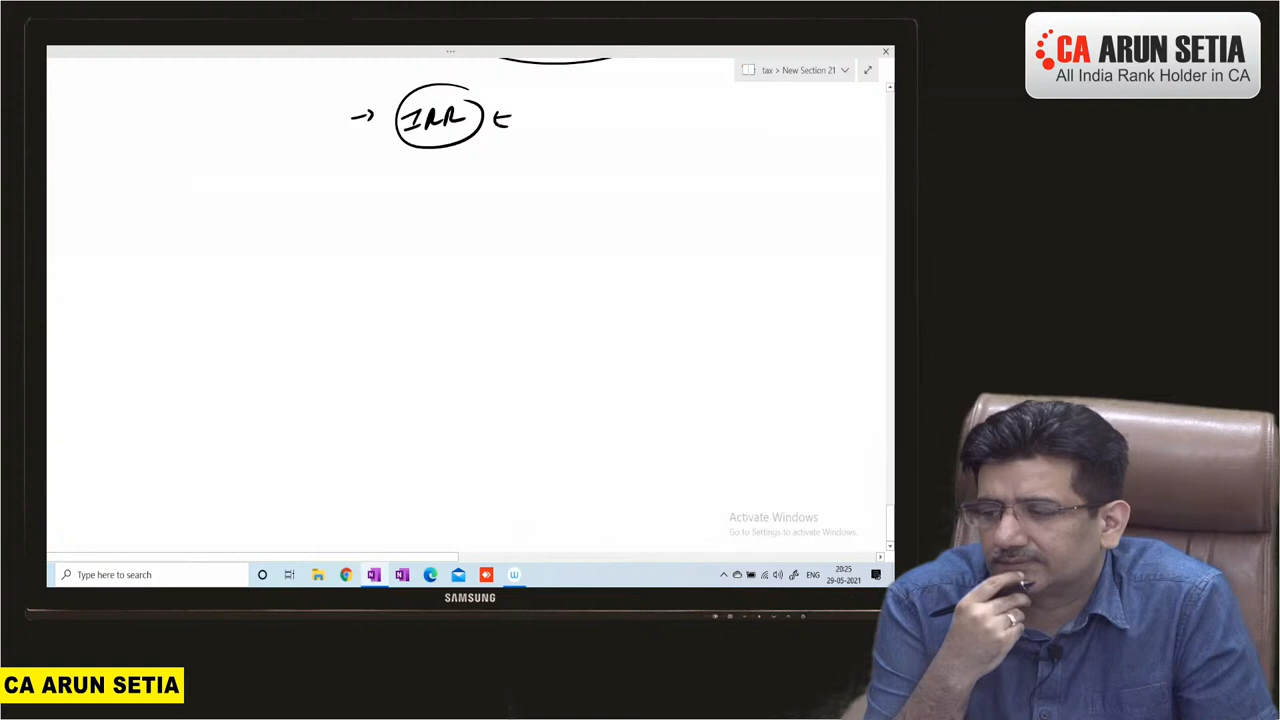 CA ARUN SETIA
All India Rank Holder in CA
tax > New Section 21
→ IRR
Activate Windows
Go to Settings to activate Windows.
Type here to search
ENG
20:25
29-05-2021
SAMSUNG
CA ARUN SETIA